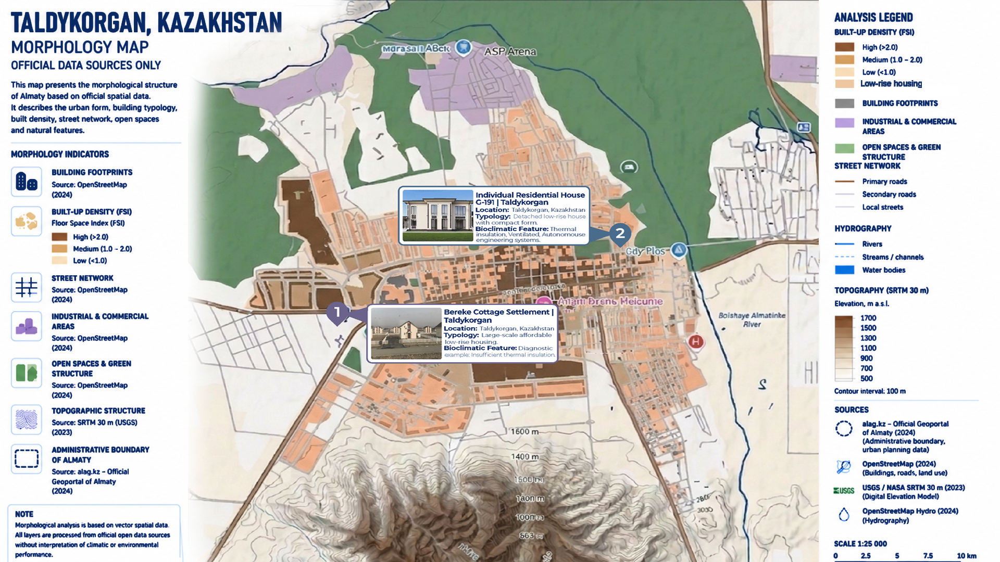 TALDYKORGAN, KAZAKHSTAN
MORPHOLOGY MAP
OFFICIAL DATA SOURCES ONLY
This map presents the morphological structure
of Almaty based on official spatial data.
It describes the urban form, building typology,
built density, street network, open spaces
and natural features.
MORPHOLOGY INDICATORS
BUILDING FOOTPRINTS
Source: OpenStreetMap
(2024)
BUILT-UP DENSITY (FSI)
Floor Space Index (FSI)
High (>2.0)
Medium (1.0 - 2.0)
Low (<1.0)
STREET NETWORK
Source: OpenStreetMap
(2024)
INDUSTRIAL & COMMERCIAL
AREAS
Source: OpenStreetMap
(2024)
OPEN SPACES & GREEN
STRUCTURE
Source: OpenStreetMap
(2024)
TOPOGRAPHIC STRUCTURE
Source: SRTM 30 m (USGS)
(2023)
ADMINISTRATIVE BOUNDARY
OF ALMATY
Source: alag.kz – Official
Geoportal of Almaty
(2024)
NOTE
Morphological analysis is based on vector spatial data.
All layers are processed from official open data sources
without interpretation of climatic or environmental
performance.
ASP Arena
Individual Residential House
G-191 | Taldykorgan
Location: Taldykorgan, Kazakhstan
Typology: Detached low-rise house
with compact form.
Bioclimatic Feature: Thermal
insulation, Ventilated, Autonomouse
engineering systems.
2
Gdy Plos
1
Bereke Cottage Settlement |
Taldykorgan
Location: Taldykorgan, Kazakhstan
Typology: Large-scale affordable
low-rise housing.
Bioclimatic Feature: Diagnostic
example: Insufficient thermal insulation.
Boishaye Almatiinke
River
H
1600 m
1400 m
ANALYSIS LEGEND
BUILT-UP DENSITY (FSI)
High (>2.0)
Medium (1.0 – 2.0)
Low (<1.0)
Low-rise housing
BUILDING FOOTPRINTS
INDUSTRIAL & COMMERCIAL
AREAS
OPEN SPACES & GREEN
STRUCTURE
STREET NETWORK
Primary roads
Secondary roads
Local streets
HYDROGRAPHY
Rivers
Streams / channels
Water bodies
TOPOGRAPHY (SRTM 30 m)
Elevation, m a.s.l.
1700
1500
1300
1100
900
700
500
Contour interval: 100 m
SOURCES
alag.kz – Official Geoportal
of Almaty (2024)
(Administrative boundary,
urban planning data)
OpenStreetMap (2024)
(Buildings, roads, land use)
USGS
USGS / NASA SRTM 30 m (2023)
(Digital Elevation Model)
OpenStreetMap Hydro (2024)
(Hydrography)
SCALE 1:25 000
0 2.5 5 7.5 10 km